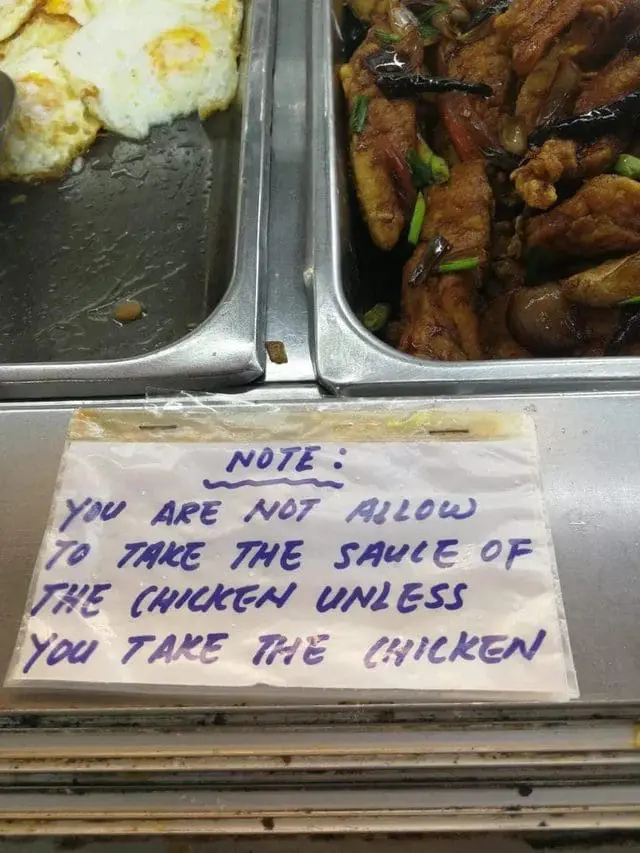 NOTE:
YOU ARE NOT ALLOW
TO TAKE THE SAUCE OF
THE CHICKEN UNLESS
YOU TAKE THE CHICKEN